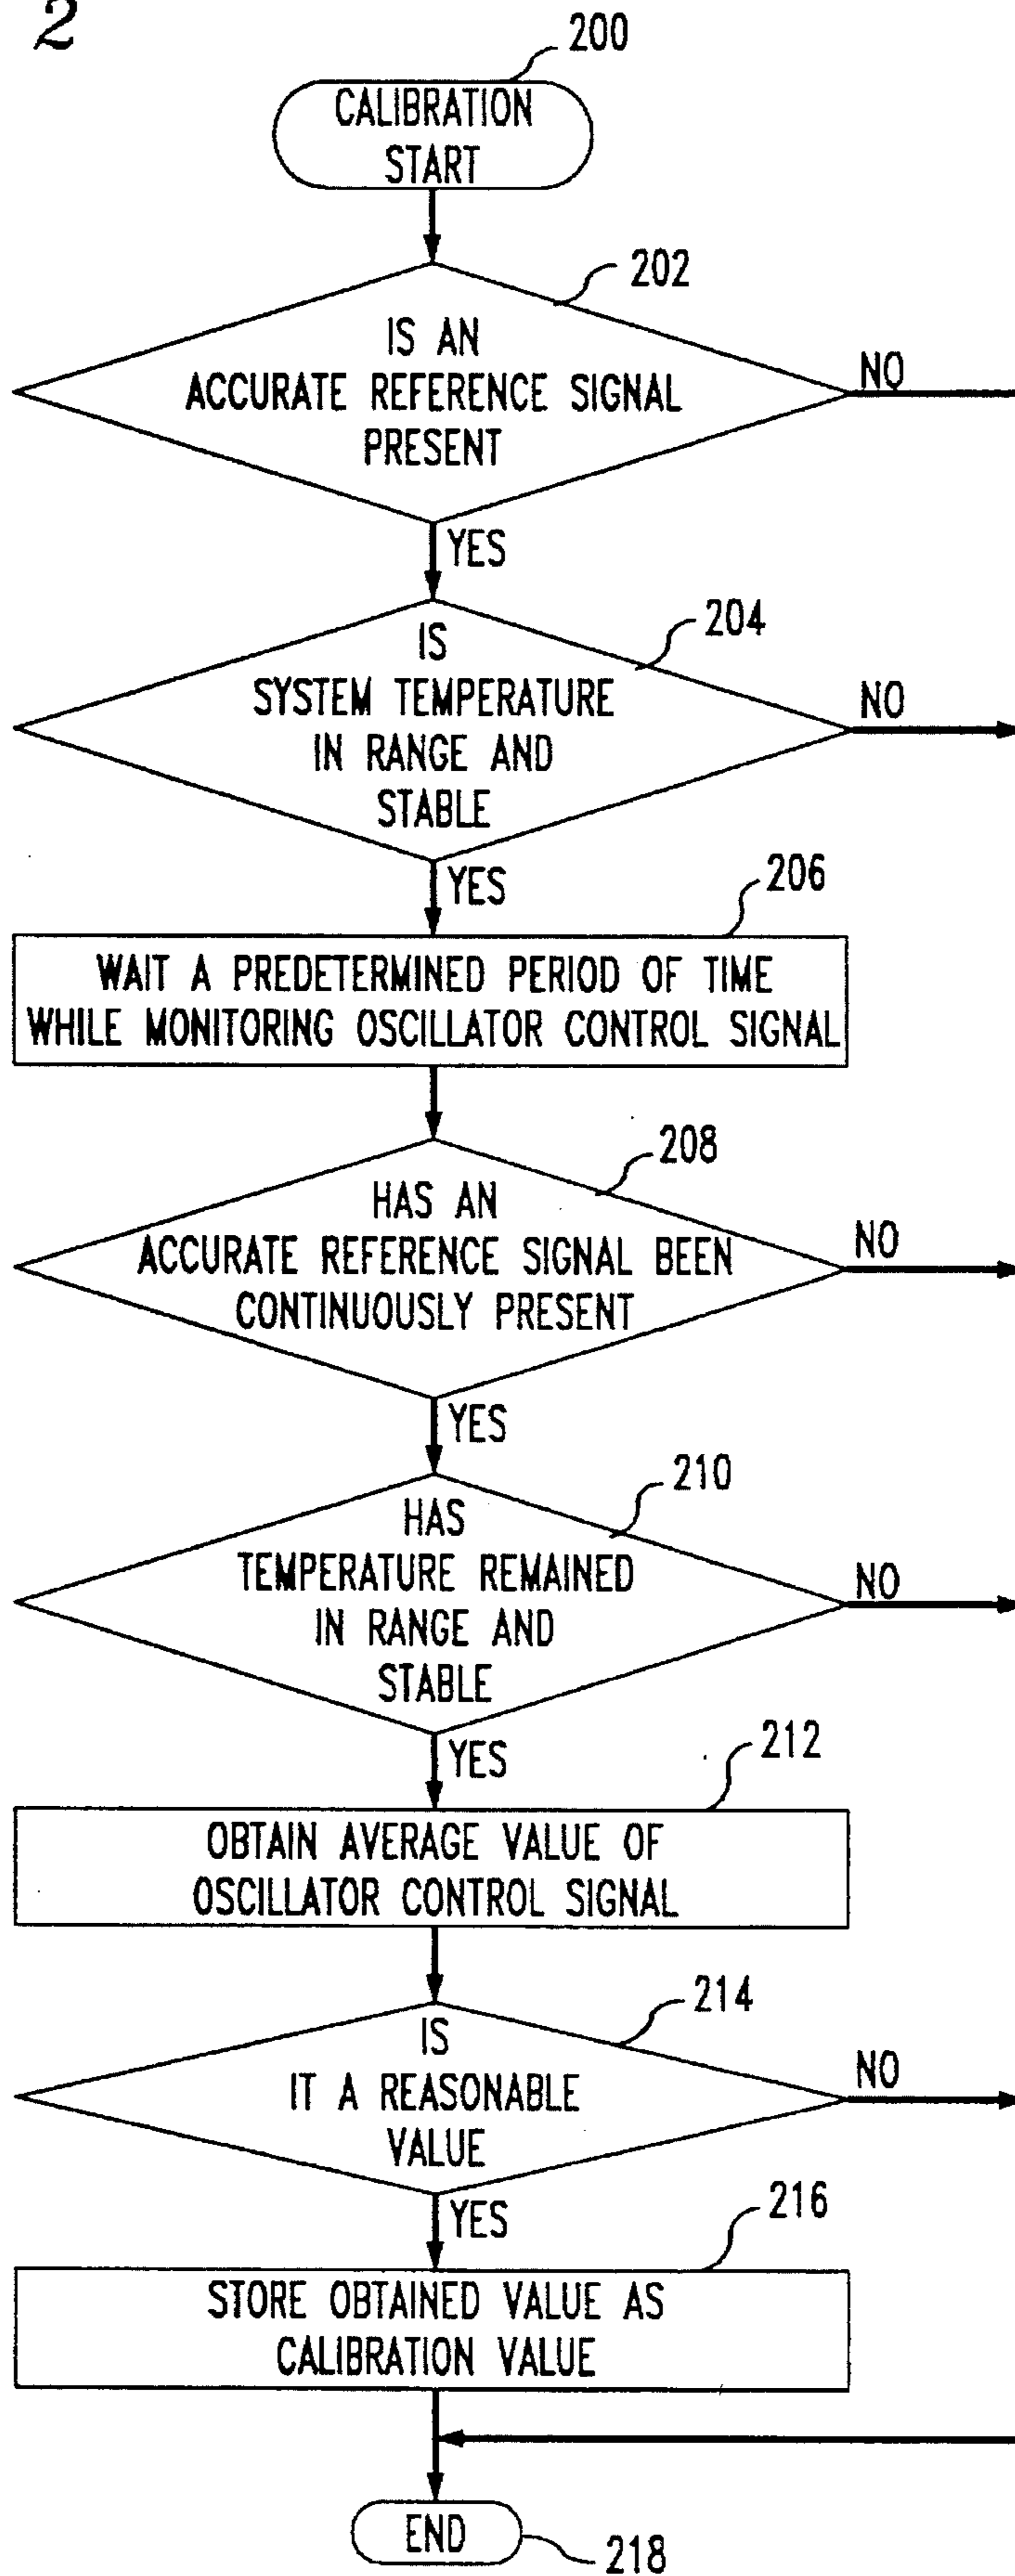 2
200
CALIBRATION
START
202
IS AN
ACCURATE REFERENCE SIGNAL
PRESENT
NO
YES
204
IS
SYSTEM TEMPERATURE
IN RANGE AND
STABLE
NO
YES
206
WAIT A PREDETERMINED PERIOD OF TIME
WHILE MONITORING OSCILLATOR CONTROL SIGNAL
208
HAS AN
ACCURATE REFERENCE SIGNAL BEEN
CONTINUOUSLY PRESENT
NO
YES
210
HAS
TEMPERATURE REMAINED
IN RANGE AND
STABLE
NO
YES
212
OBTAIN AVERAGE VALUE OF
OSCILLATOR CONTROL SIGNAL
214
IS
IT A REASONABLE
VALUE
NO
YES
216
STORE OBTAINED VALUE AS
CALIBRATION VALUE
END
218